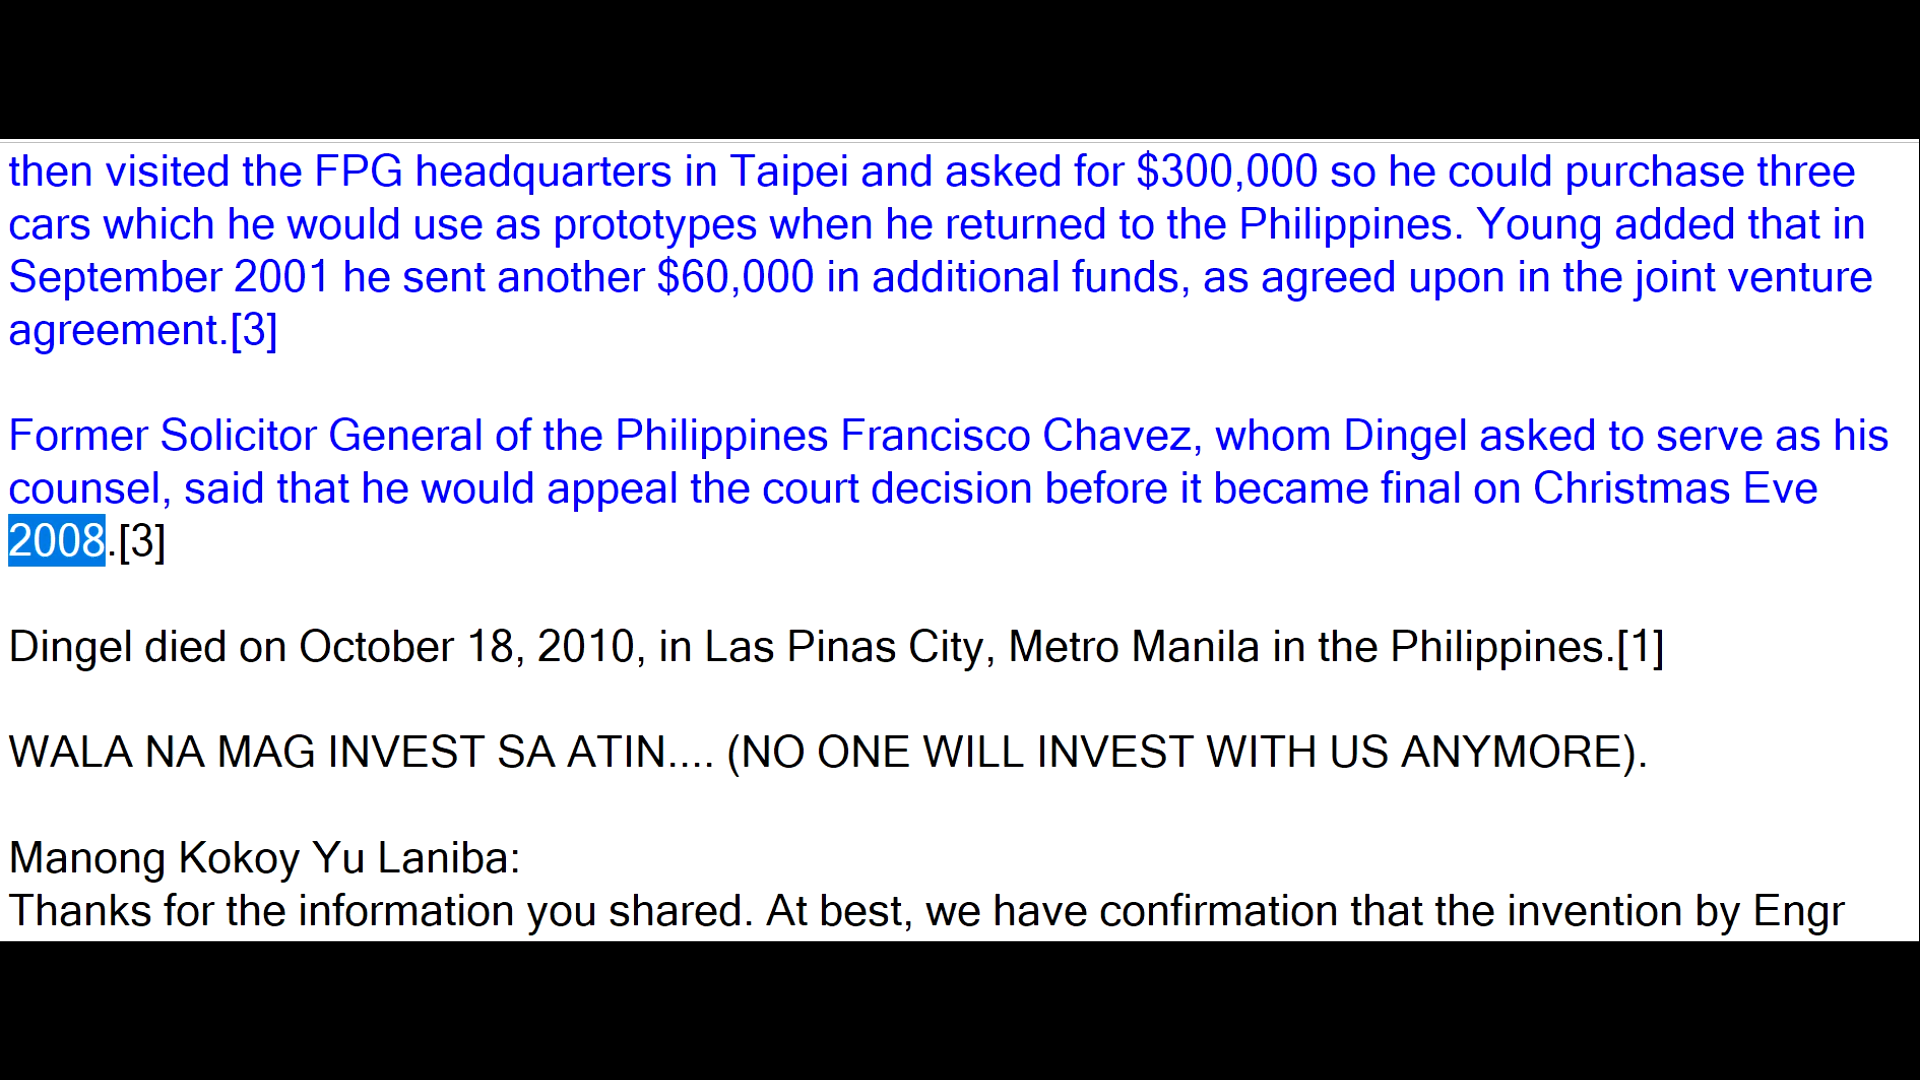 then visited the FPG headquarters in Taipei and asked for $300,000 so he could purchase three
cars which he would use as prototypes when he returned to the Philippines. Young added that in
September 2001 he sent another $60,000 in additional funds, as agreed upon in the joint venture
agreement.[3]
Former Solicitor General of the Philippines Francisco Chavez, whom Dingel asked to serve as his
counsel, said that he would appeal the court decision before it became final on Christmas Eve
2008.[3]
Dingel died on October 18, 2010, in Las Pinas City, Metro Manila in the Philippines.[1]
WALA NA MAG INVEST SA ATIN.... (NO ONE WILL INVEST WITH US ANYMORE).
Manong Kokoy Yu Laniba:
Thanks for the information you shared. At best, we have confirmation that the invention by Engr